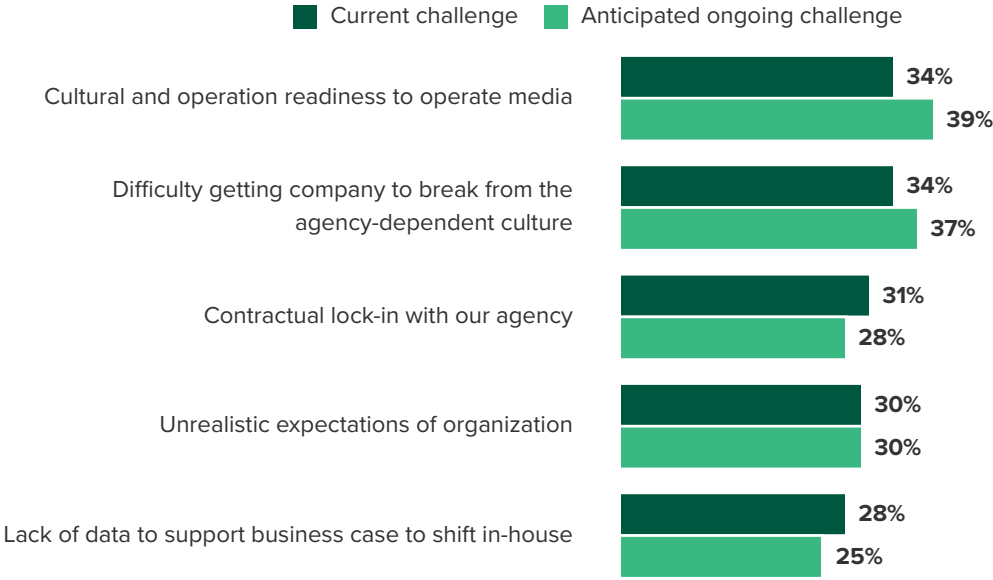 Current challenge Anticipated ongoing challenge
Cultural and operation readiness to operate media
34%
39%
Difficulty getting company to break from the
agency-dependent culture
34%
37%
Contractual lock-in with our agency
31%
28%
Unrealistic expectations of organization
30%
30%
Lack of data to support business case to shift in-house
28%
25%